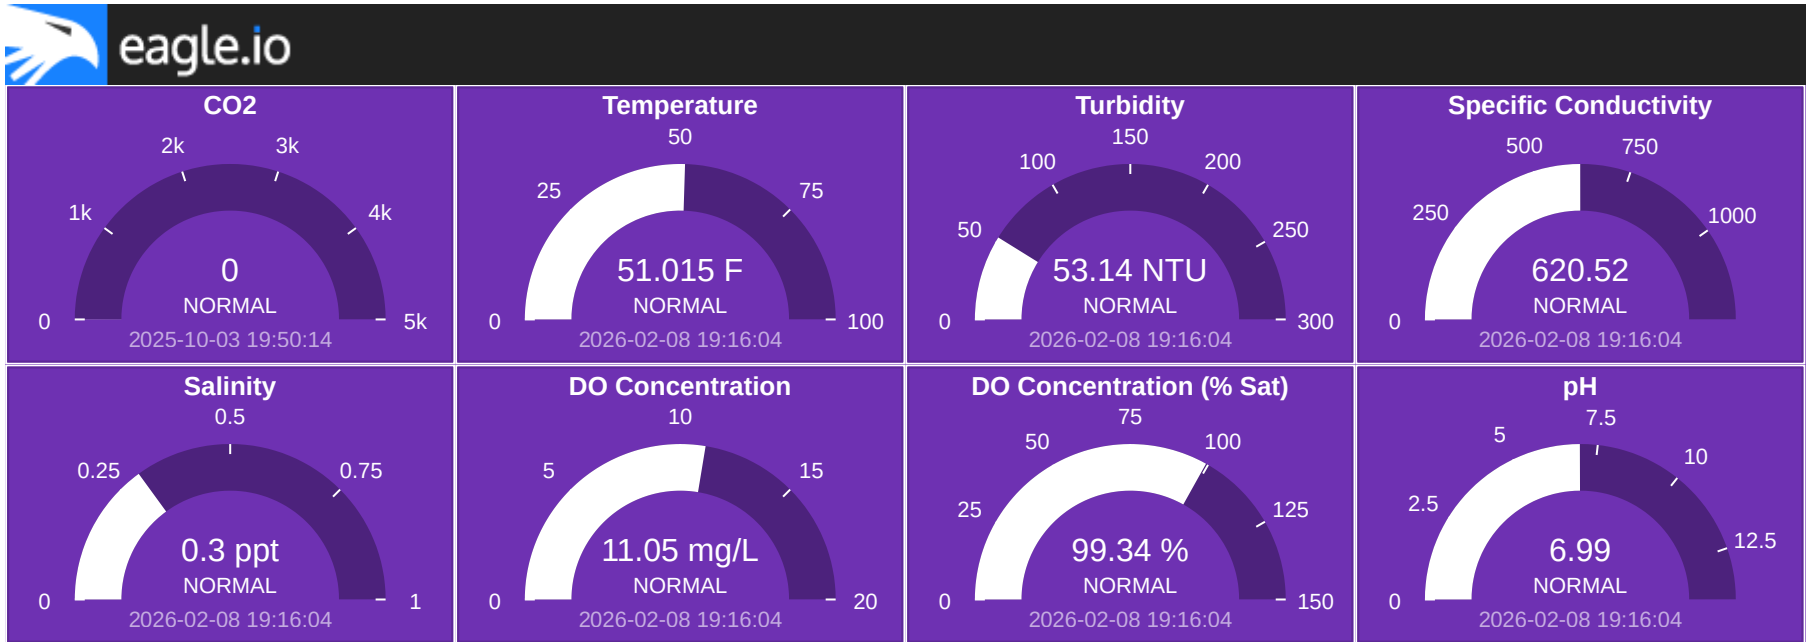 eagle.io
CO2
2k
3k
1k
4k
0
NORMAL
0
5k
2025-10-03 19:50:14
Temperature
50
25
75
51.015 F
NORMAL
0
100
2026-02-08 19:16:04
Turbidity
150
100
200
50
250
53.14 NTU
NORMAL
0
300
2026-02-08 19:16:04
Specific Conductivity
500
750
250
1000
620.52
NORMAL
0
2026-02-08 19:16:04
Salinity
0.5
0.25
0.75
0.3 ppt
NORMAL
0
1
2026-02-08 19:16:04
DO Concentration
10
5
15
11.05 mg/L
NORMAL
0
20
2026-02-08 19:16:04
DO Concentration (% Sat)
75
50
100
25
125
99.34 %
NORMAL
0
150
2026-02-08 19:16:04
pH
7.5
5
10
2.5
12.5
6.99
NORMAL
0
2026-02-08 19:16:04